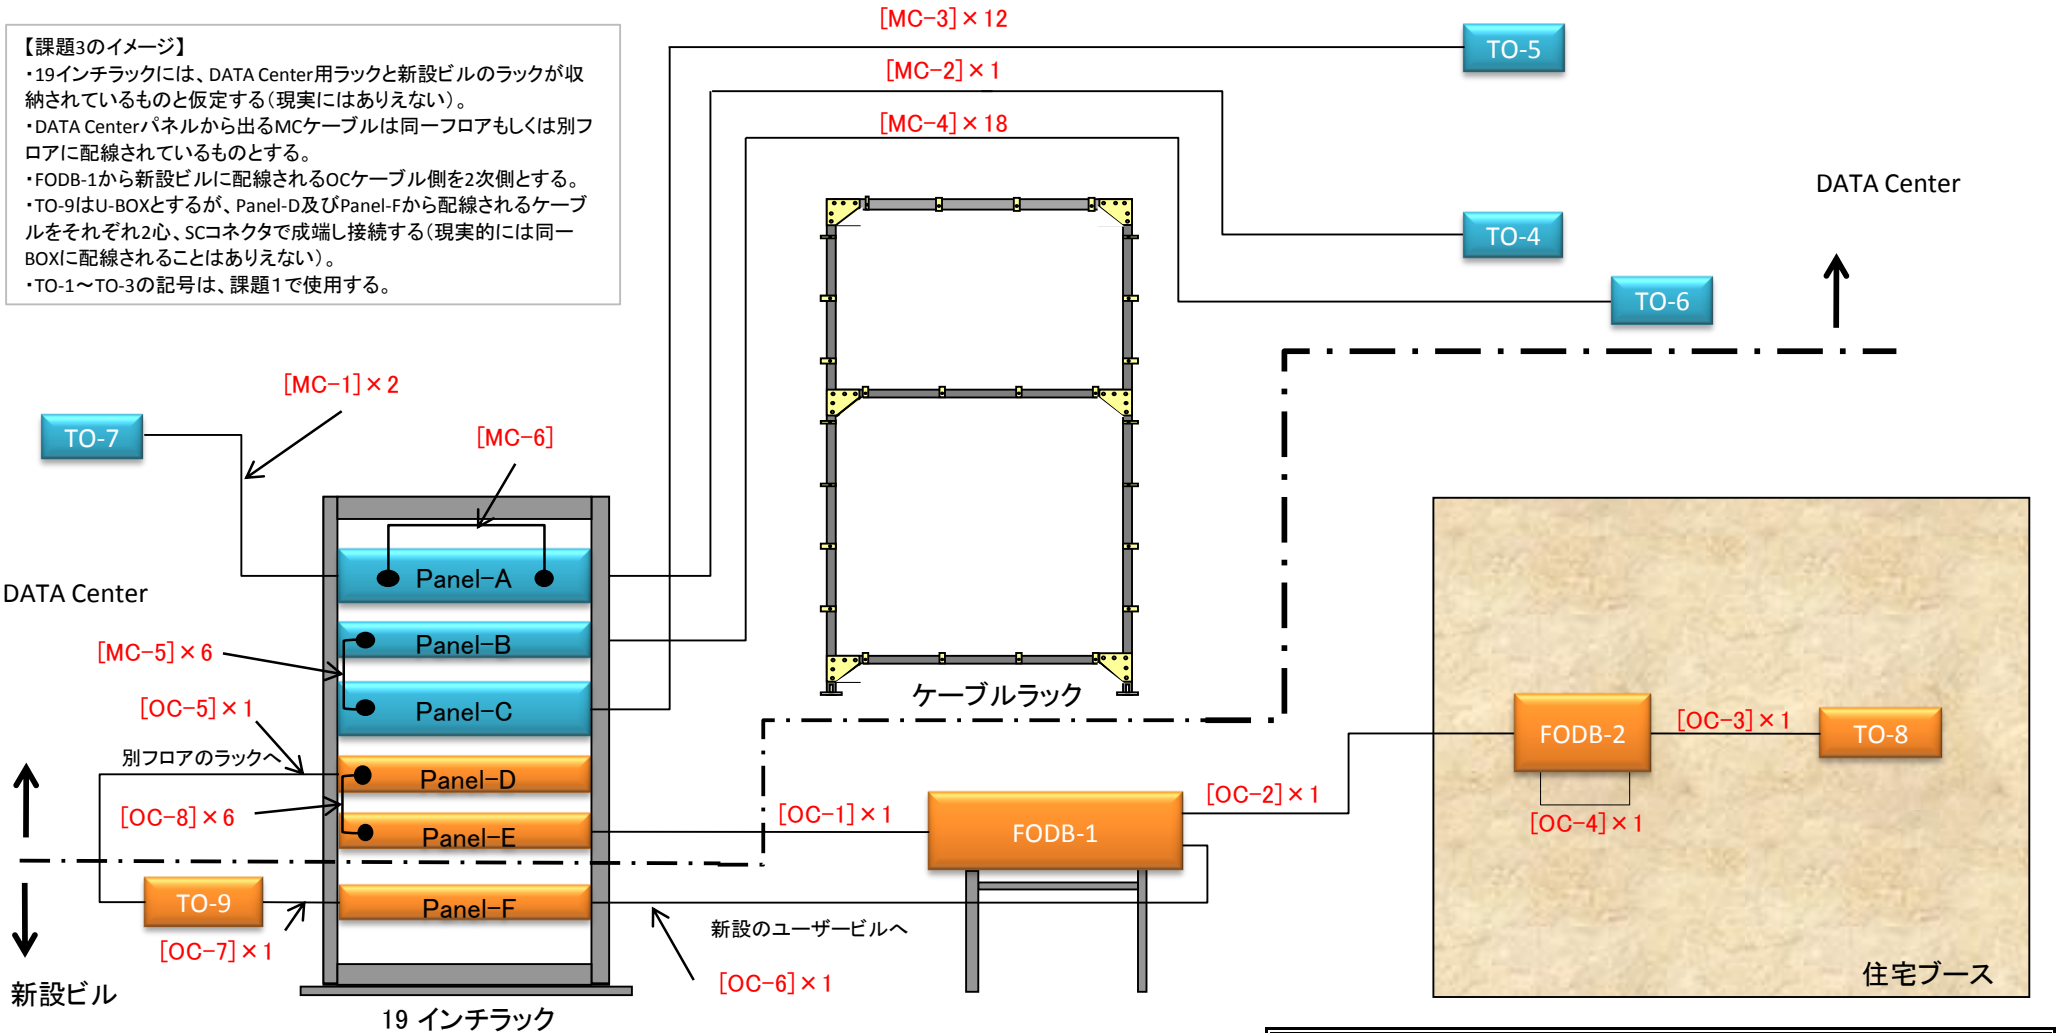 【課題3のイメージ】
・19インチラックには、DATA Center用ラックと新設ビルのラックが収
納されているものと仮定する(現実にはありえない)。
・DATA Centerパネルから出るMCケーブルは同一フロアもしくは別フ
ロアに配線されているものとする。
・FODB-1から新設ビルに配線されるOCケーブル側を2次側とする。
・TO-9はU-BOXとするが、Panel-D及びPanel-Fから配線されるケーブ
ルをそれぞれ2心、SCコネクタで成端し接続する(現実的には同一
BOXに配線されることはありえない)。
・TO-1～TO-3の記号は、課題1で使用する。
[MC-3]×12
TO-5
[MC-2]×1
[MC-4]×18
DATA Center
TO-4
TO-6
[MC-1]×2
TO-7
[MC-6]
Panel-A
DATA Center
Panel-B
[MC-5]×6
ケーブルラック
[OC-5]×1
Panel-C
FODB-2
[OC-3]×1
TO-8
別フロアのラックへ
Panel-D
[OC-8]×6
[OC-1]×1
[OC-2]×1
[OC-4]×1
Panel-E
FODB-1
TO-9
Panel-F
新設のユーザービルへ
[OC-7]×1
[OC-6]×1
住宅ブース
新設ビル
19 インチラック